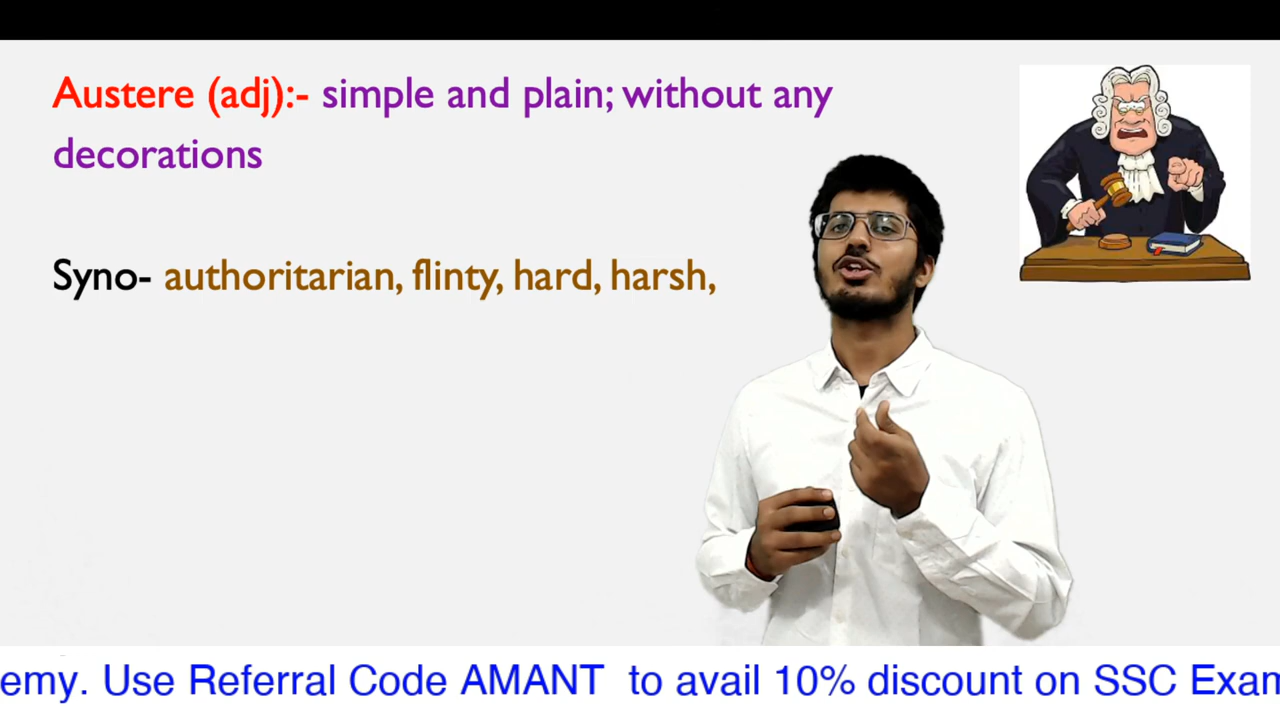 Austere (adj):- simple and plain; without any
decorations
Syno- authoritarian, flinty, hard, harsh,
emy. Use Referral Code AMANT to avail 10% discount on SSC Exam